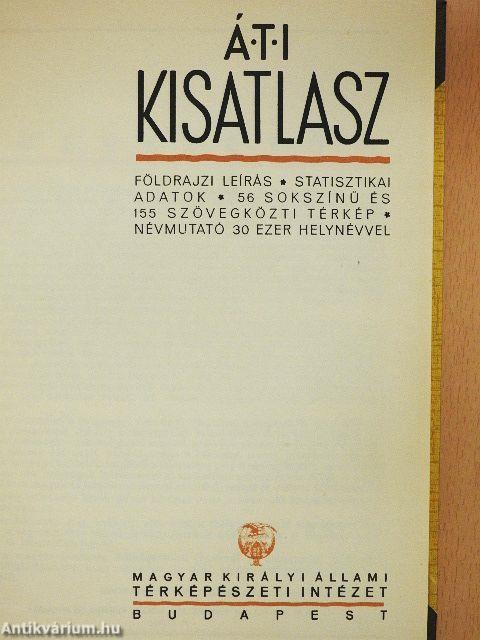 Á·T·I
KISATLASZ
FÖLDRAJZI LEÍRÁS * STATISZTIKAI
ADATOK * 56 SOKSZÍNŰ ÉS
155 SZÖVEGKÖZTI TÉRKÉP *
NÉVMUTATÓ 30 EZER HELYNÉVVEL
MAGYAR KIRÁLYI ÁLLAMI
TÉRKÉPÉSZETI INTÉZET
BUDAPEST
Antikvárium.hu